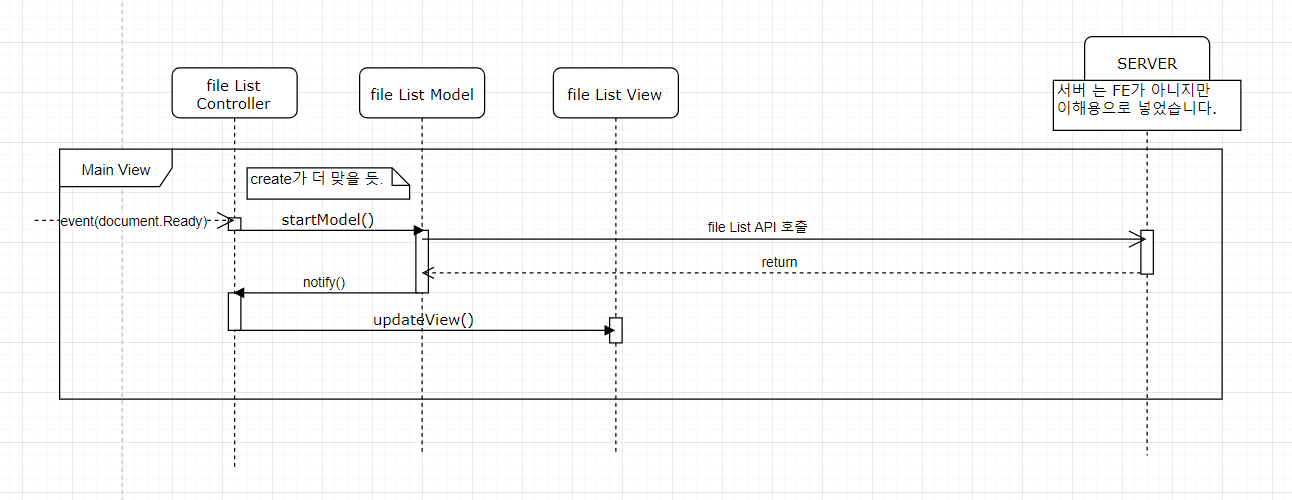 SERVER
file List
Controller
file List Model
file List View
서버 는 FE가 아니지만
이해용으로 넣었습니다.
Main View
create가 더 맞을 듯.
event(document.Ready)
startModel()
file List API 호출
return
notify()
updateView()